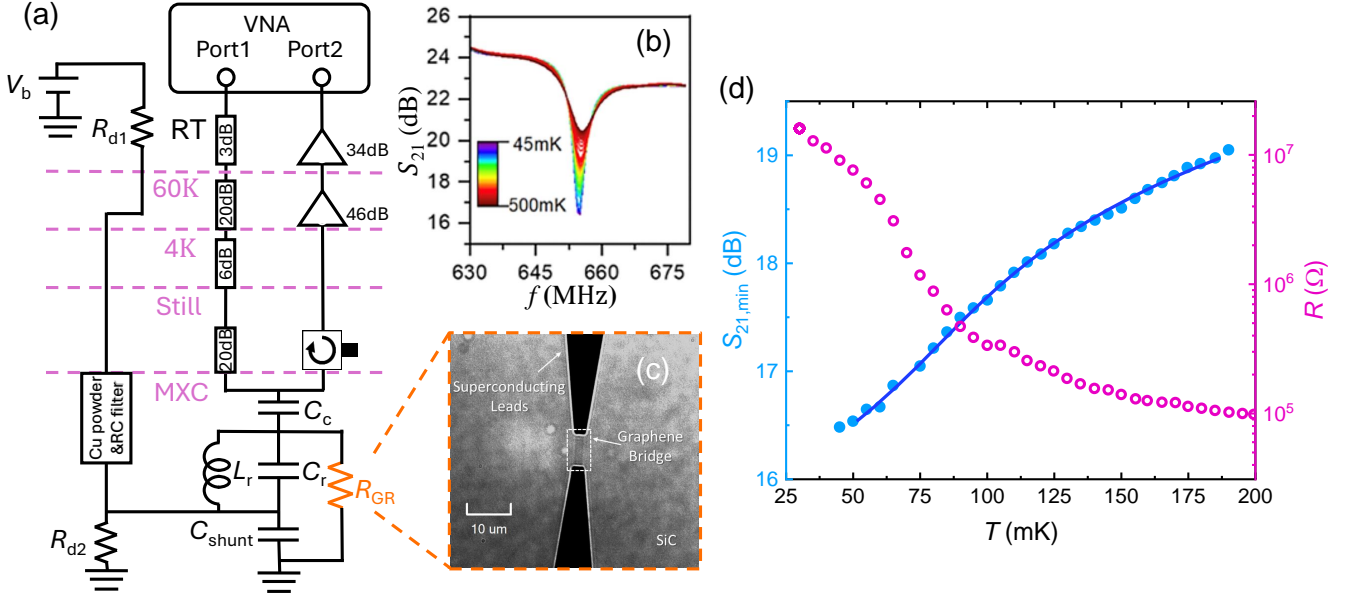 (a)
VNA
Port1 Port2
V_b
R_d1
RT
3dB
34dB
60K
20dB
46dB
4K
6dB
Still
20dB
MXC
Cu powder
&RC filter
C_c
L_r
C_r
R_GR
C_shunt
R_d2
(b)
26
24
22
20
18
16
S_21 (dB)
45mK
500mK
630 645 660 675
f (MHz)
(c)
Superconducting
Leads
Graphene
Bridge
10 um
SiC
(d)
19
18
17
16
S_21,min (dB)
10^7
10^6
10^5
R (Ω)
25 50 75 100 125 150 175 200
T (mK)